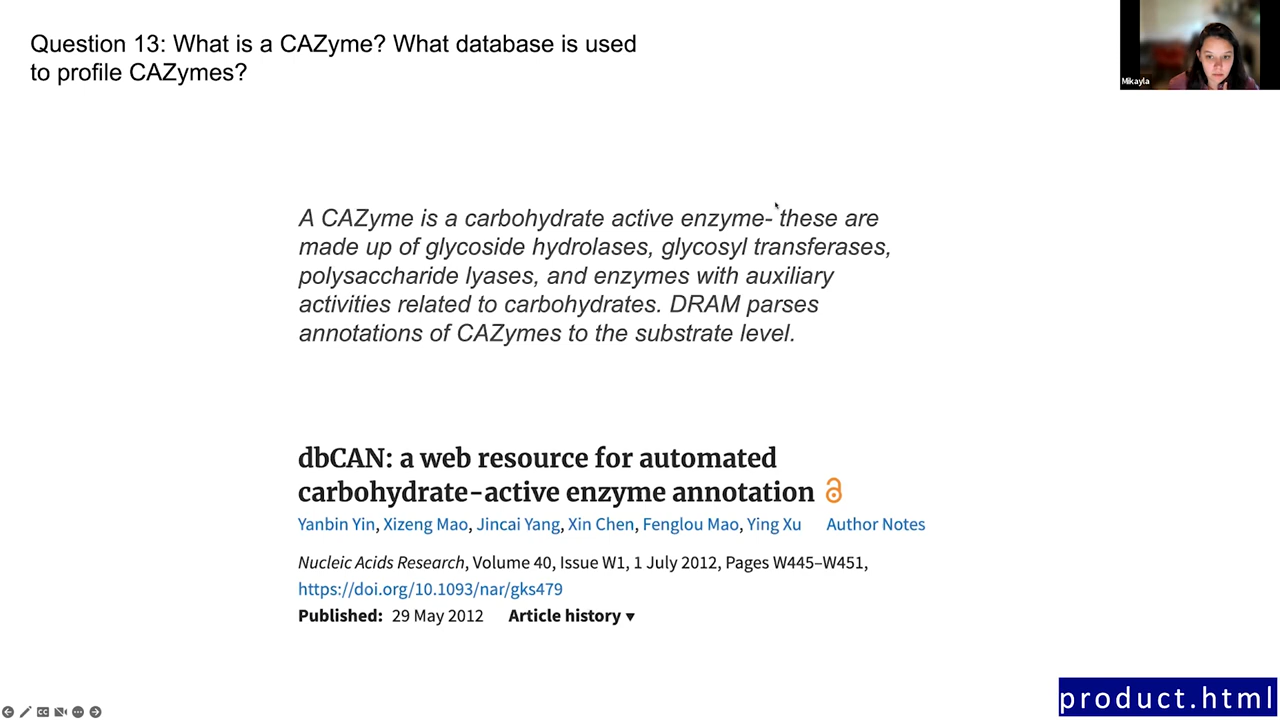 Question 13: What is a CAZyme? What database is used
to profile CAZymes?
Mikayla
A CAZyme is a carbohydrate active enzyme- these are
made up of glycoside hydrolases, glycosyl transferases,
polysaccharide lyases, and enzymes with auxiliary
activities related to carbohydrates. DRAM parses
annotations of CAZymes to the substrate level.
dbCAN: a web resource for automated
carbohydrate-active enzyme annotation
Yanbin Yin, Xizeng Mao, Jincai Yang, Xin Chen, Fenglou Mao, Ying Xu Author Notes
Nucleic Acids Research, Volume 40, Issue W1, 1 July 2012, Pages W445–W451,
https://doi.org/10.1093/nar/gks479
Published: 29 May 2012 Article history ▾
product.html